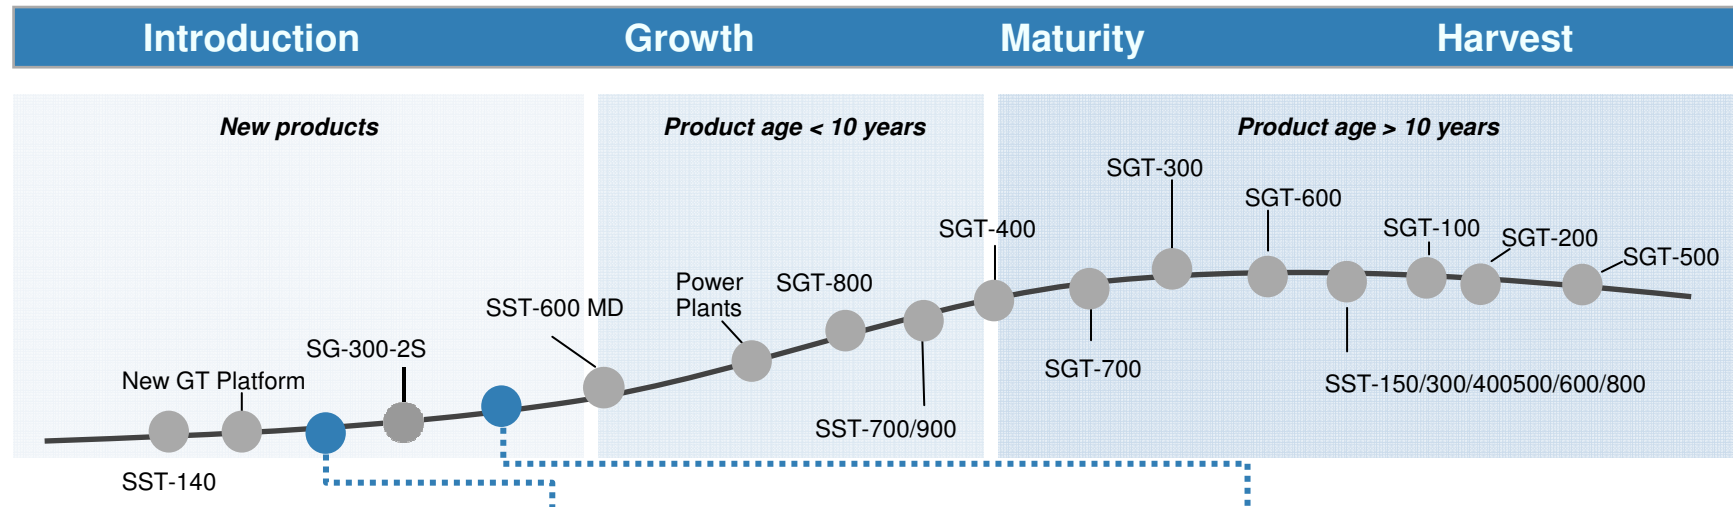 Introduction Growth Maturity Harvest
New products Product age < 10 years Product age > 10 years
SGT-300
SGT-600
SGT-400
SGT-100
SGT-200
SGT-500
Power
Plants
SGT-800
SST-600 MD
SG-300-2S
New GT Platform
SGT-700
SST-150/300/400500/600/800
SST-700/900
SST-140